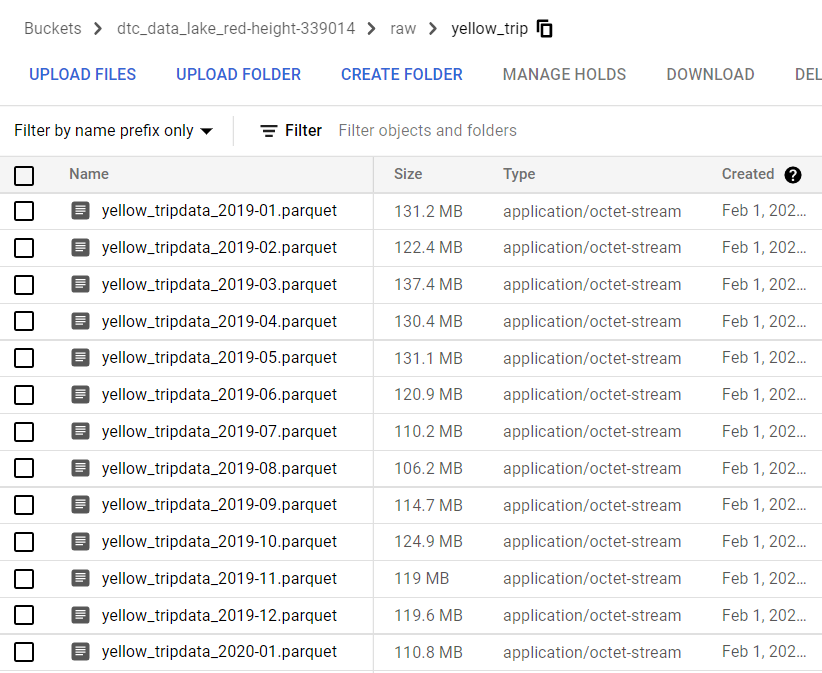 Buckets > dtc_data_lake_red-height-339014 > raw > yellow_trip
UPLOAD FILES UPLOAD FOLDER CREATE FOLDER MANAGE HOLDS DOWNLOAD DEL
Filter by name prefix only Filter Filter objects and folders
Name Size Type Created ?
yellow_tripdata_2019-01.parquet 131.2 MB application/octet-stream Feb 1, 202...
yellow_tripdata_2019-02.parquet 122.4 MB application/octet-stream Feb 1, 202...
yellow_tripdata_2019-03.parquet 137.4 MB application/octet-stream Feb 1, 202...
yellow_tripdata_2019-04.parquet 130.4 MB application/octet-stream Feb 1, 202...
yellow_tripdata_2019-05.parquet 131.1 MB application/octet-stream Feb 1, 202...
yellow_tripdata_2019-06.parquet 120.9 MB application/octet-stream Feb 1, 202...
yellow_tripdata_2019-07.parquet 110.2 MB application/octet-stream Feb 1, 202...
yellow_tripdata_2019-08.parquet 106.2 MB application/octet-stream Feb 1, 202...
yellow_tripdata_2019-09.parquet 114.7 MB application/octet-stream Feb 1, 202...
yellow_tripdata_2019-10.parquet 124.9 MB application/octet-stream Feb 1, 202...
yellow_tripdata_2019-11.parquet 119 MB application/octet-stream Feb 1, 202...
yellow_tripdata_2019-12.parquet 119.6 MB application/octet-stream Feb 1, 202...
yellow_tripdata_2020-01.parquet 110.8 MB application/octet-stream Feb 1, 202...